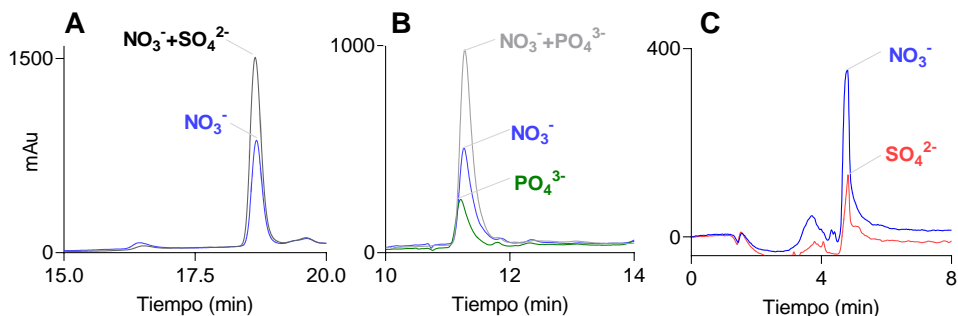 A
B
C
NO₃⁻+SO₄²⁻
NO₃⁻
1500
0
mAu
15.0
17.5
20.0
Tiempo (min)
NO₃⁻+PO₄³⁻
NO₃⁻
PO₄³⁻
1000
0
10
12
14
Tiempo (min)
NO₃⁻
SO₄²⁻
400
0
0
4
8
Tiempo (min)